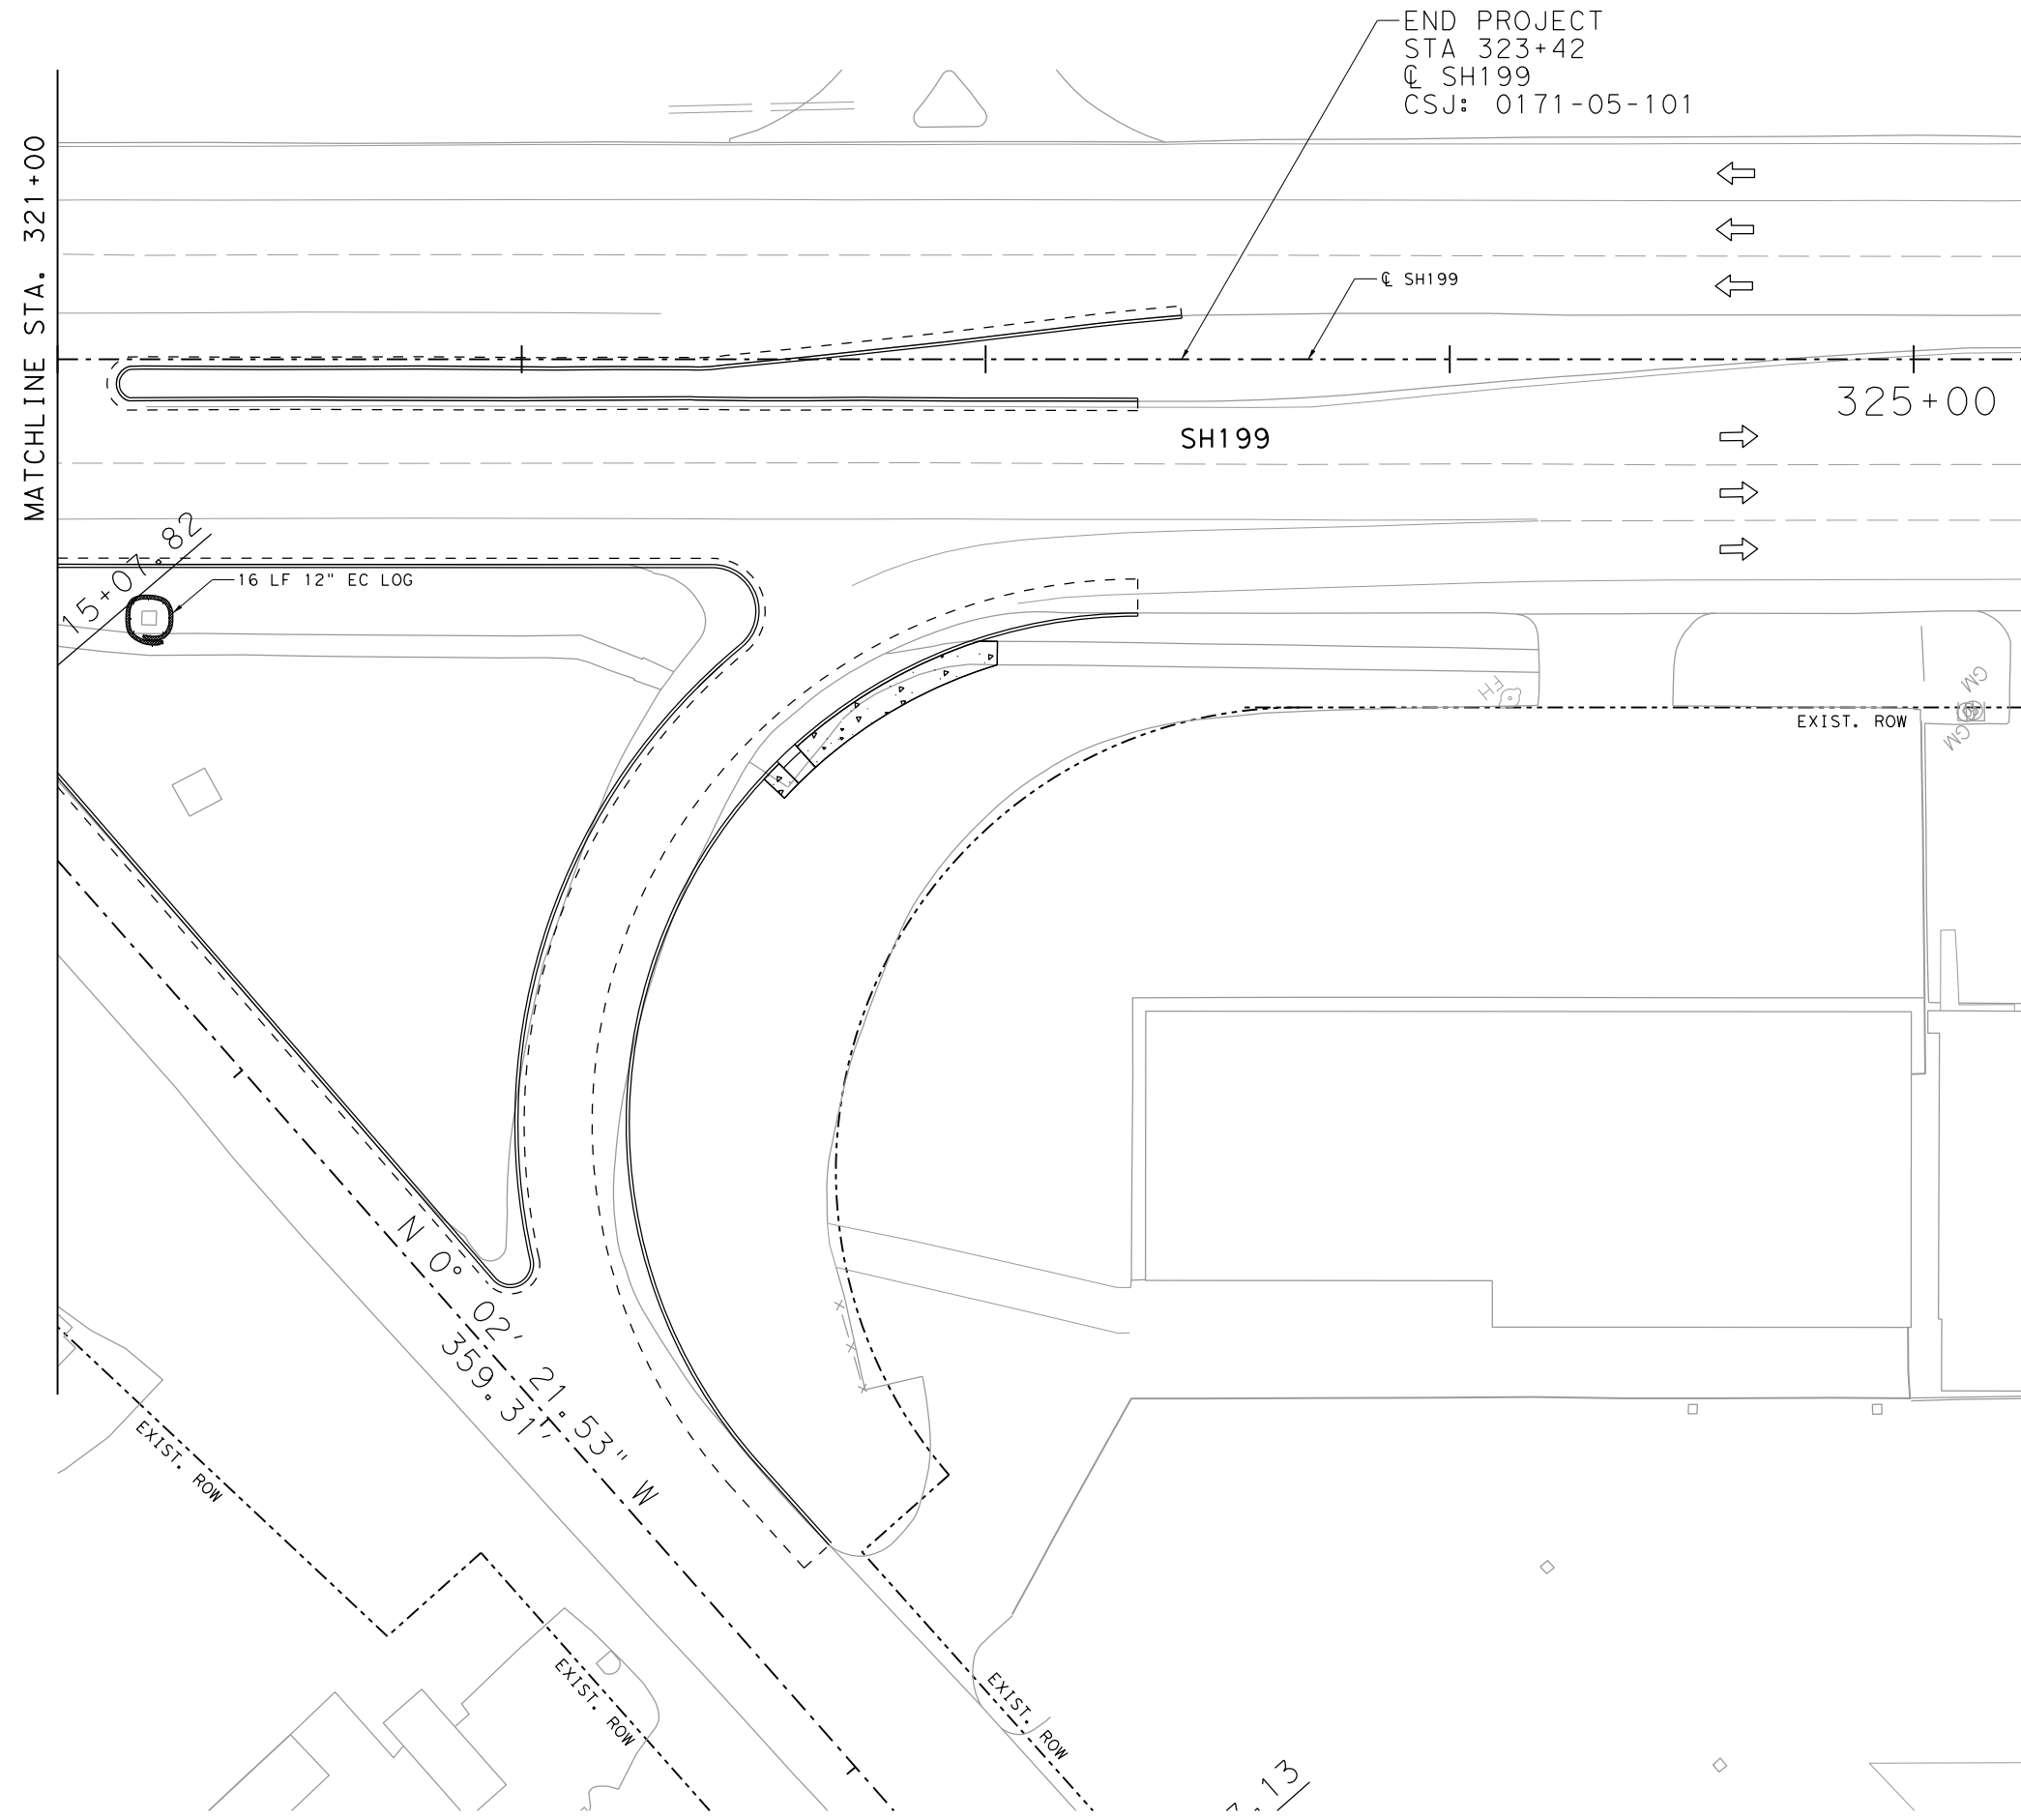 END PROJECT
STA 323+42
℄ SH199
CSJ: 0171-05-101
MATCHLINE STA. 321+00
℄ SH199
325+00
SH199
15+07.82
16 LF 12" EC LOG
FH
GM
GM
EXIST. ROW
N 0° 02' 21.53" W
359.31'
EXIST. ROW
EXIST. ROW
EXIST. ROW